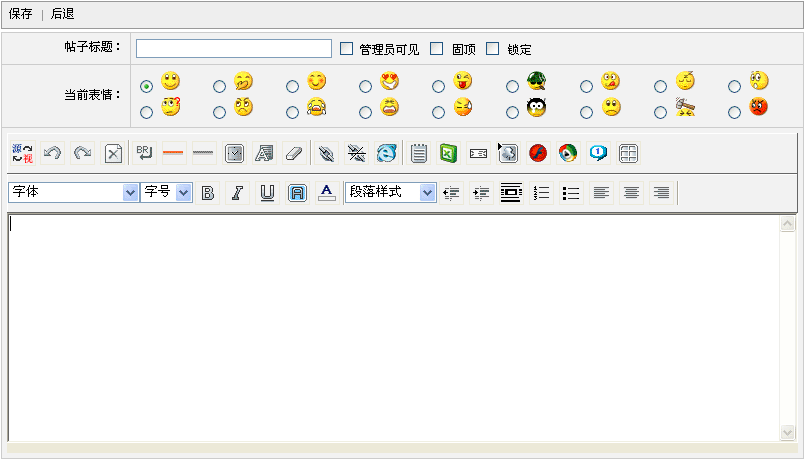 保存 | 后退
帖子标题： 管理员可见 固顶 锁定
当前表情：
源 视 BR
字体 字号 B I U A A 段落样式